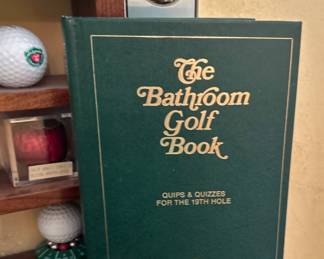 The
Bathroom
Golf
Book
QUIPS & QUIZZES
FOR THE 19TH HOLE